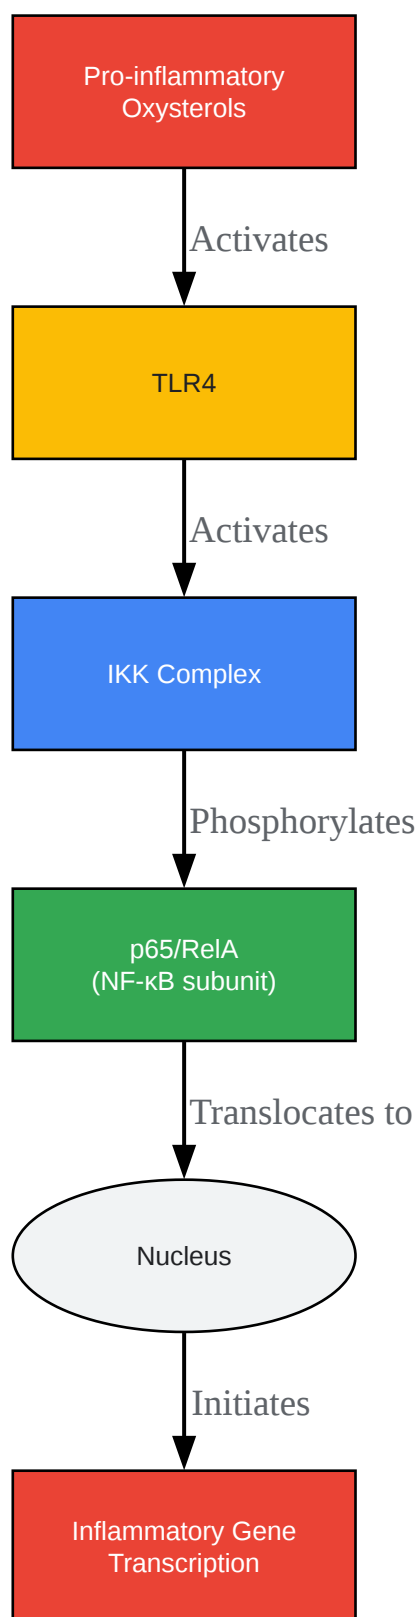 Pro-inflammatory
Oxysterols
Activates
TLR4
Activates
IKK Complex
Phosphorylates
p65/RelA
(NF-κB subunit)
Translocates to
Nucleus
Initiates
Inflammatory Gene
Transcription